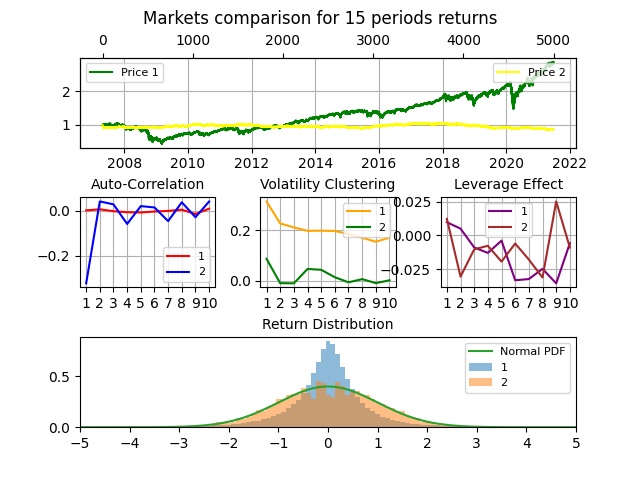 Markets comparison for 15 periods returns
0 1000 2000 3000 4000 5000
Price 1
Price 2
2
1
2008 2010 2012 2014 2016 2018 2020 2022
Auto-Correlation
0.0
−0.2
1
2
1 2 3 4 5 6 7 8 9 10
Volatility Clustering
0.2
0.0
1
2
1 2 3 4 5 6 7 8 9 10
Leverage Effect
0.025
0.000
−0.025
1
2
1 2 3 4 5 6 7 8 9 10
Return Distribution
0.5
0.0
Normal PDF
1
2
−5 −4 −3 −2 −1 0 1 2 3 4 5